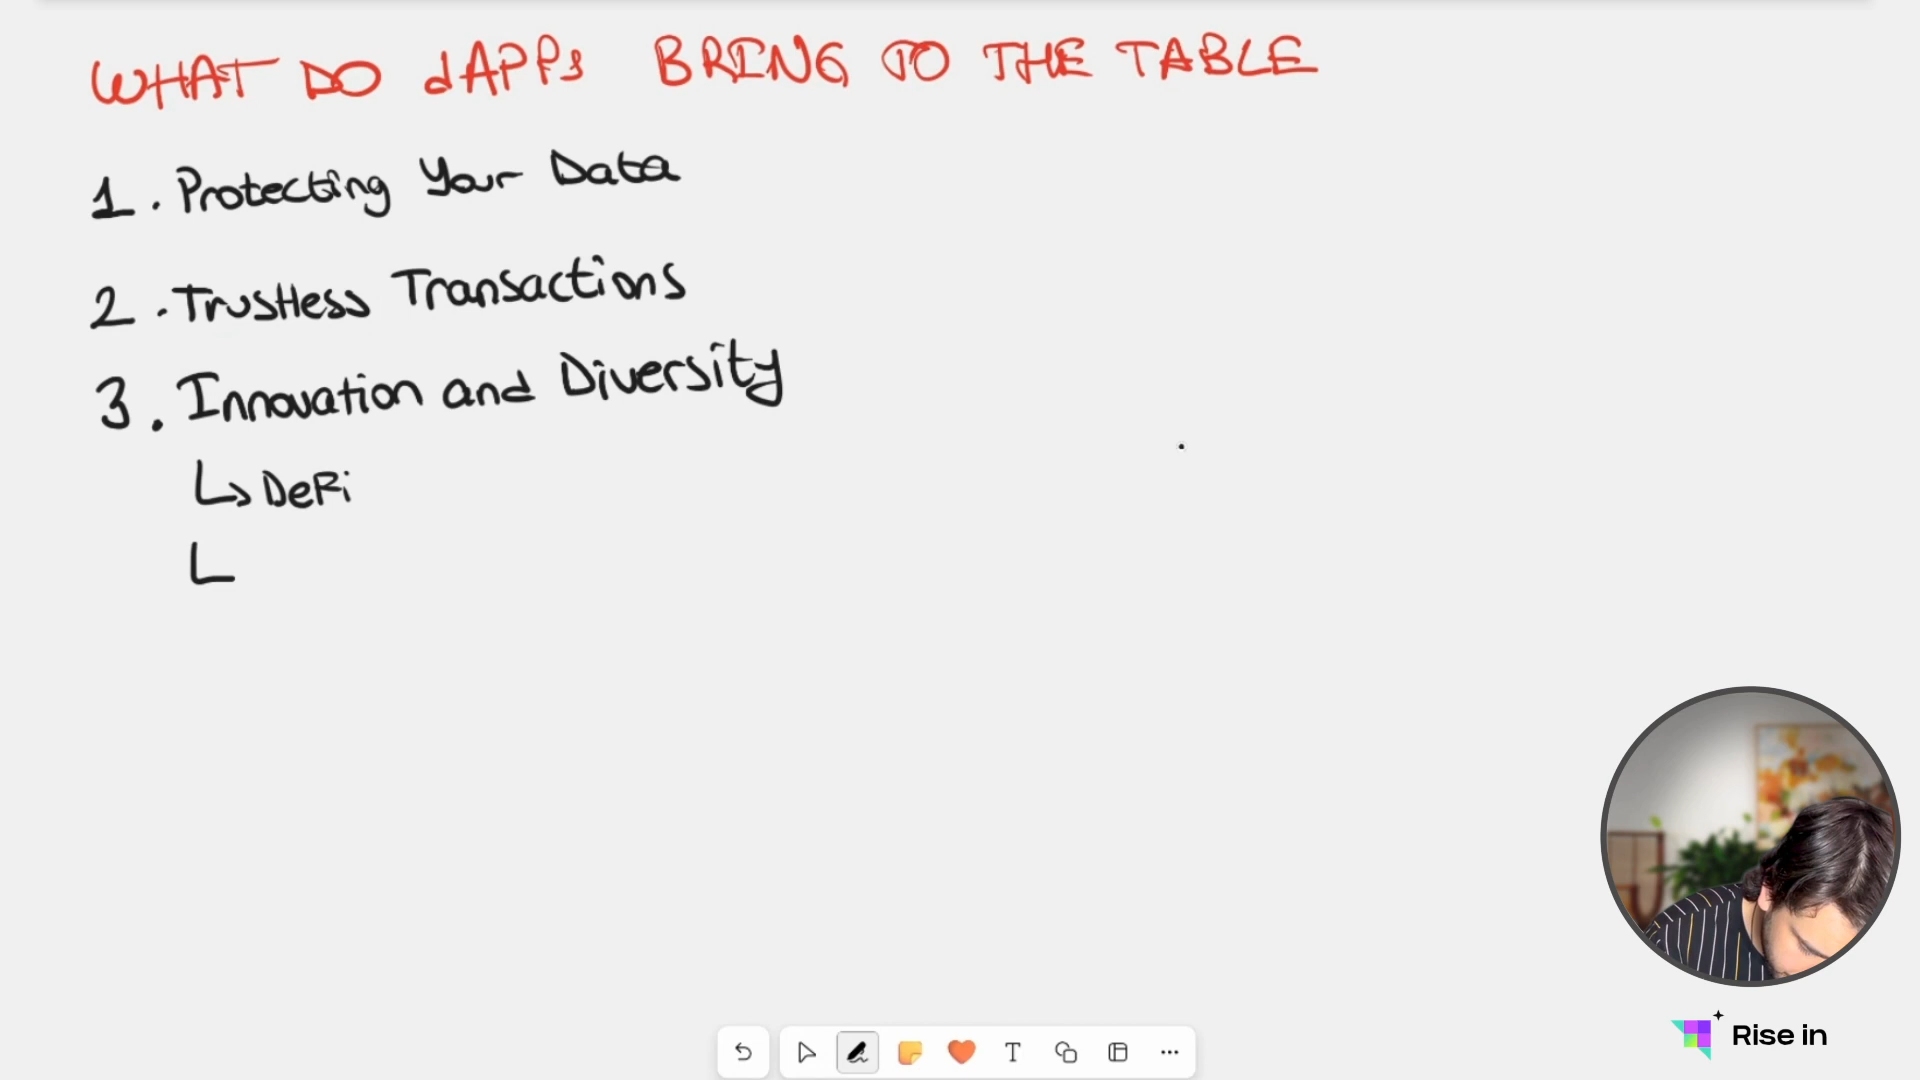 WHAT DO dAPPs BRING TO THE TABLE
1. Protecting Your Data
2. Trustless Transactions
3. Innovation and Diversity
↳ DeFi
T
Rise in